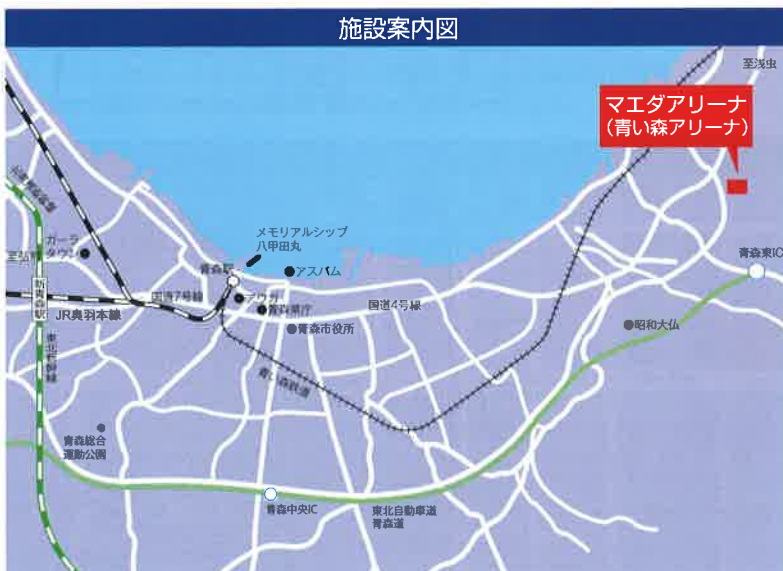 施設案内図
至浅虫
マエダアリーナ
(青い森アリーナ)
メモリアルシップ
八甲田丸
ガーラ
タウン
青森駅
アスパム
青森東IC
国道7号線
アウガ
青森県庁
国道4号線
新青森駅
JR奥羽本線
青森市役所
昭和大仏
東北新幹線
青い森鉄道
青森総合
運動公園
青森中央IC
東北自動車道
青森道